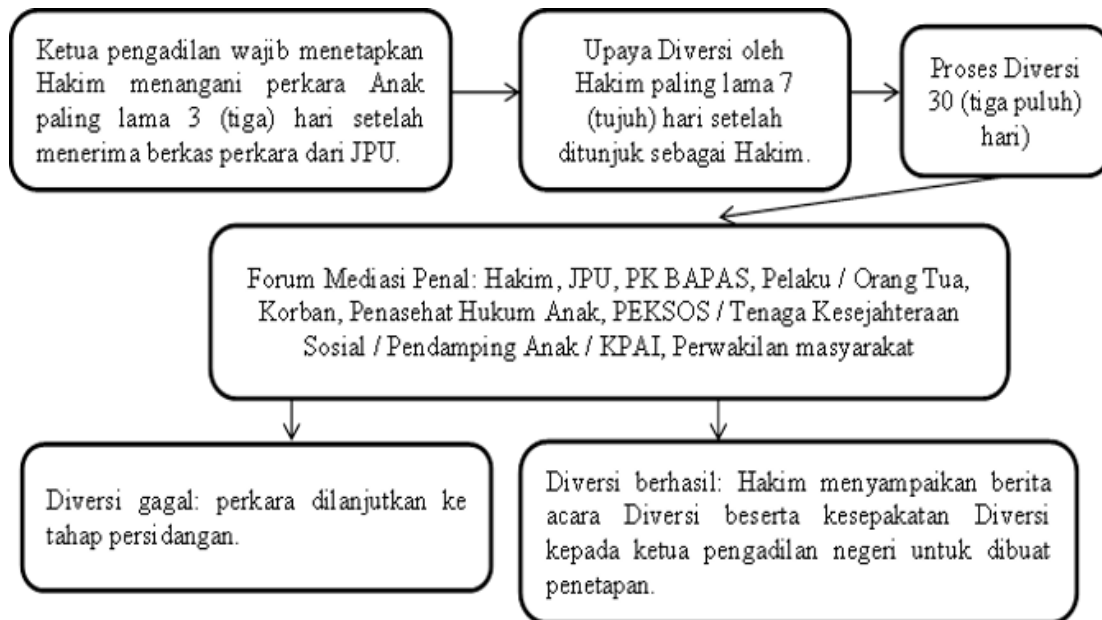 Ketua pengadilan wajib menetapkan
Hakim menangani perkara Anak
paling lama 3 (tiga) hari setelah
menerima berkas perkara dari JPU.
Upaya Diversi oleh
Hakim paling lama 7
(tujuh) hari setelah
ditunjuk sebagai Hakim.
Proses Diversi
30 (tiga puluh)
hari)
Forum Mediasi Penal: Hakim, JPU, PK BAPAS, Pelaku / Orang Tua,
Korban, Penasehat Hukum Anak, PEKSOS / Tenaga Kesejahteraan
Sosial / Pendamping Anak / KPAI, Perwakilan masyarakat
Diversi gagal: perkara dilanjutkan ke
tahap persidangan.
Diversi berhasil: Hakim menyampaikan berita
acara Diversi beserta kesepakatan Diversi
kepada ketua pengadilan negeri untuk dibuat
penetapan.